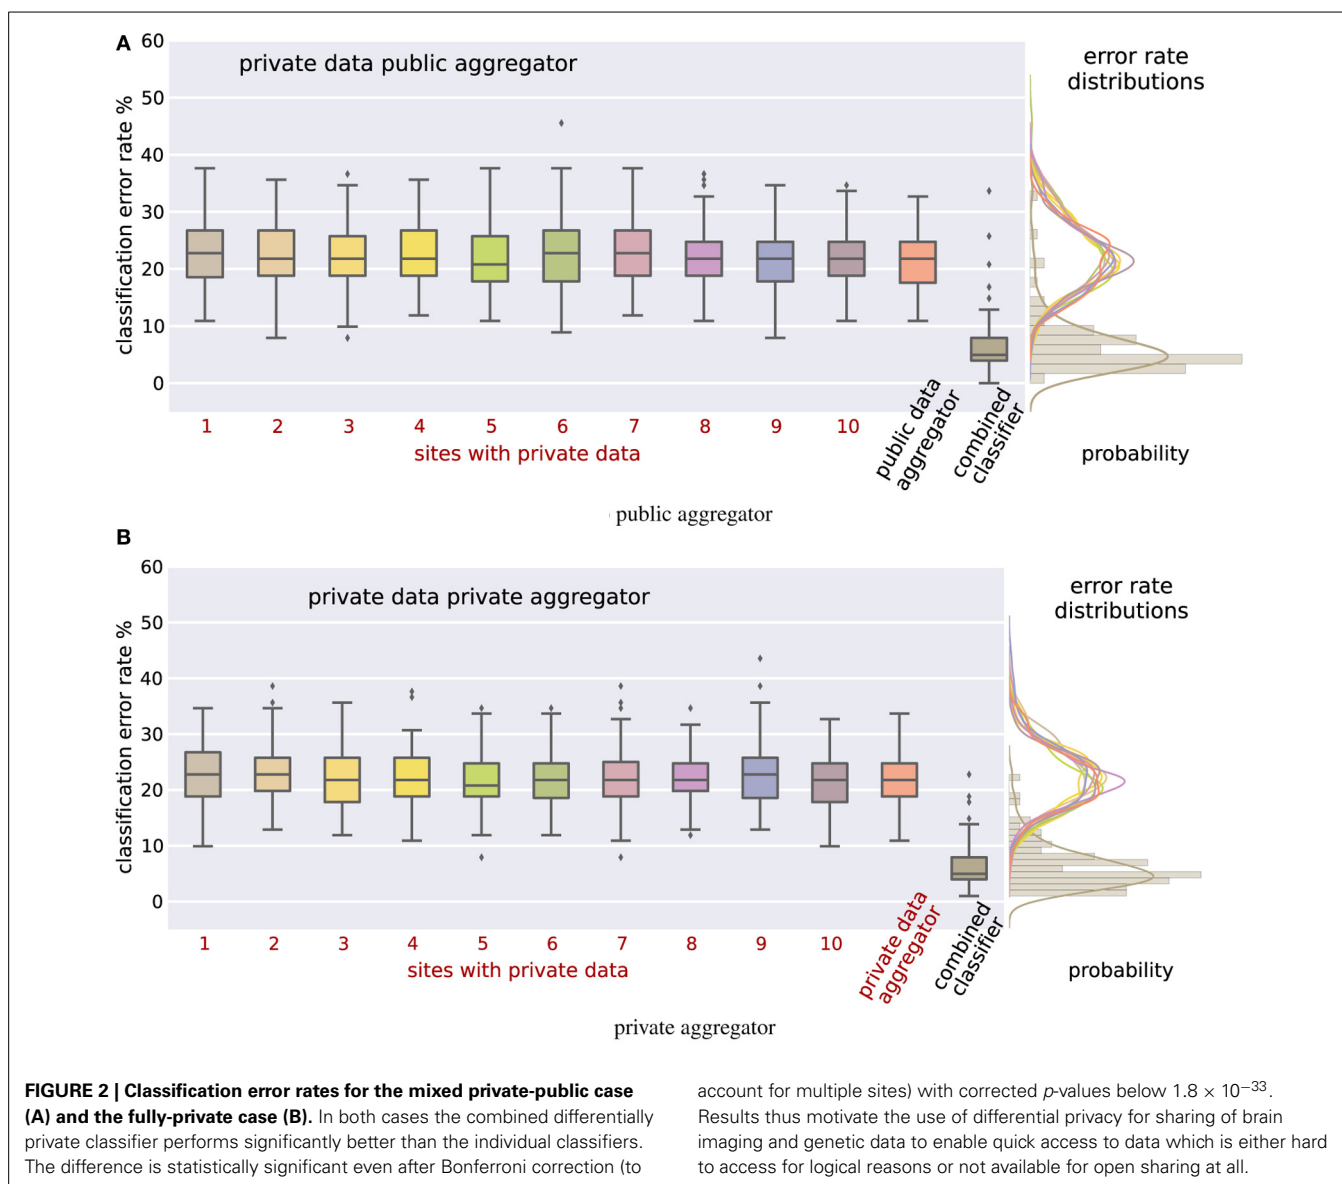 A
60
50
40
30
20
10
0
classification error rate %
private data public aggregator
error rate
distributions
1 2 3 4 5 6 7 8 9 10
public data
aggregator
combined
classifier
sites with private data
probability
public aggregator
B
60
50
40
30
20
10
0
classification error rate %
private data private aggregator
error rate
distributions
1 2 3 4 5 6 7 8 9 10
private data
aggregator
combined
classifier
sites with private data
probability
private aggregator
FIGURE 2 | Classification error rates for the mixed private-public case
(A) and the fully-private case (B). In both cases the combined differentially
private classifier performs significantly better than the individual classifiers.
The difference is statistically significant even after Bonferroni correction (to
account for multiple sites) with corrected p-values below 1.8 × 10⁻³³.
Results thus motivate the use of differential privacy for sharing of brain
imaging and genetic data to enable quick access to data which is either hard
to access for logical reasons or not available for open sharing at all.